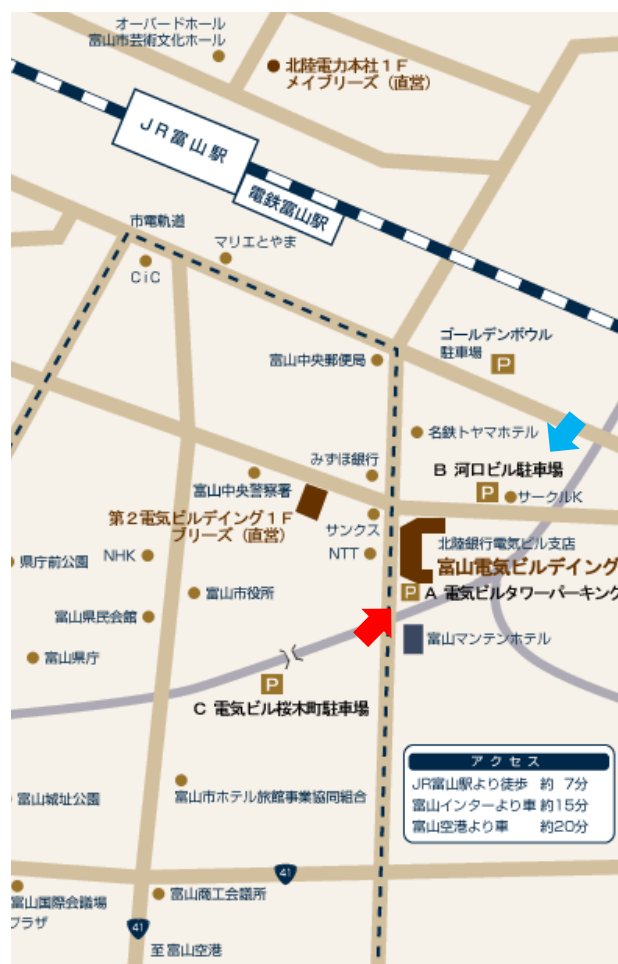 オーバードホール
富山市芸術文化ホール
北陸電力本社1F
メイブリーズ（直営）
JR富山駅
電鉄富山駅
市電軌道
マリエとやま
CiC
ゴールデンボウル
駐車場
P
富山中央郵便局
名鉄トヤマホテル
みずほ銀行
B 河口ビル駐車場
P
サークルK
富山中央警察署
第2電気ビルデイング1F
ブリーズ（直営）
サンクス
NTT
北陸銀行電気ビル支店
富山電気ビルデイング
P
A 電気ビルタワーパーキング
県庁前公園
NHK
富山市役所
富山県民会館
富山マンテンホテル
富山県庁
P
C 電気ビル桜木町駐車場
アクセス
JR富山駅より徒歩 約 7分
富山インターより車 約15分
富山空港より車 約20分
富山城址公園
富山市ホテル旅館事業協同組合
41
富山国際会議場
プラザ
富山商工会議所
41
至富山空港